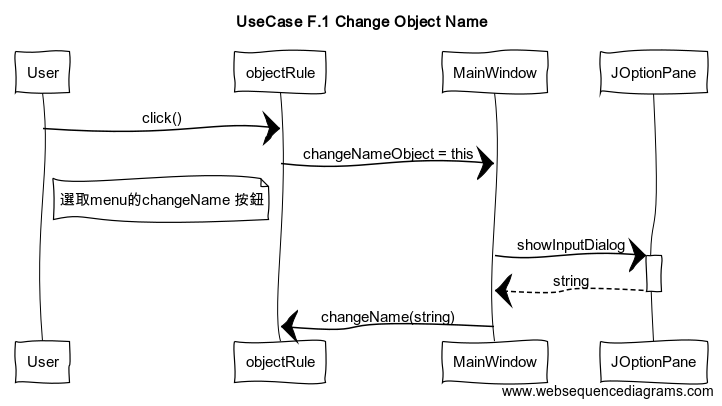 UseCase F.1 Change Object Name
User
objectRule
MainWindow
JOptionPane
click()
changeNameObject = this
選取menu的changeName 按鈕
showInputDialog
string
changeName(string)
User
objectRule
MainWindow
JOptionPane
www.websequencediagrams.com